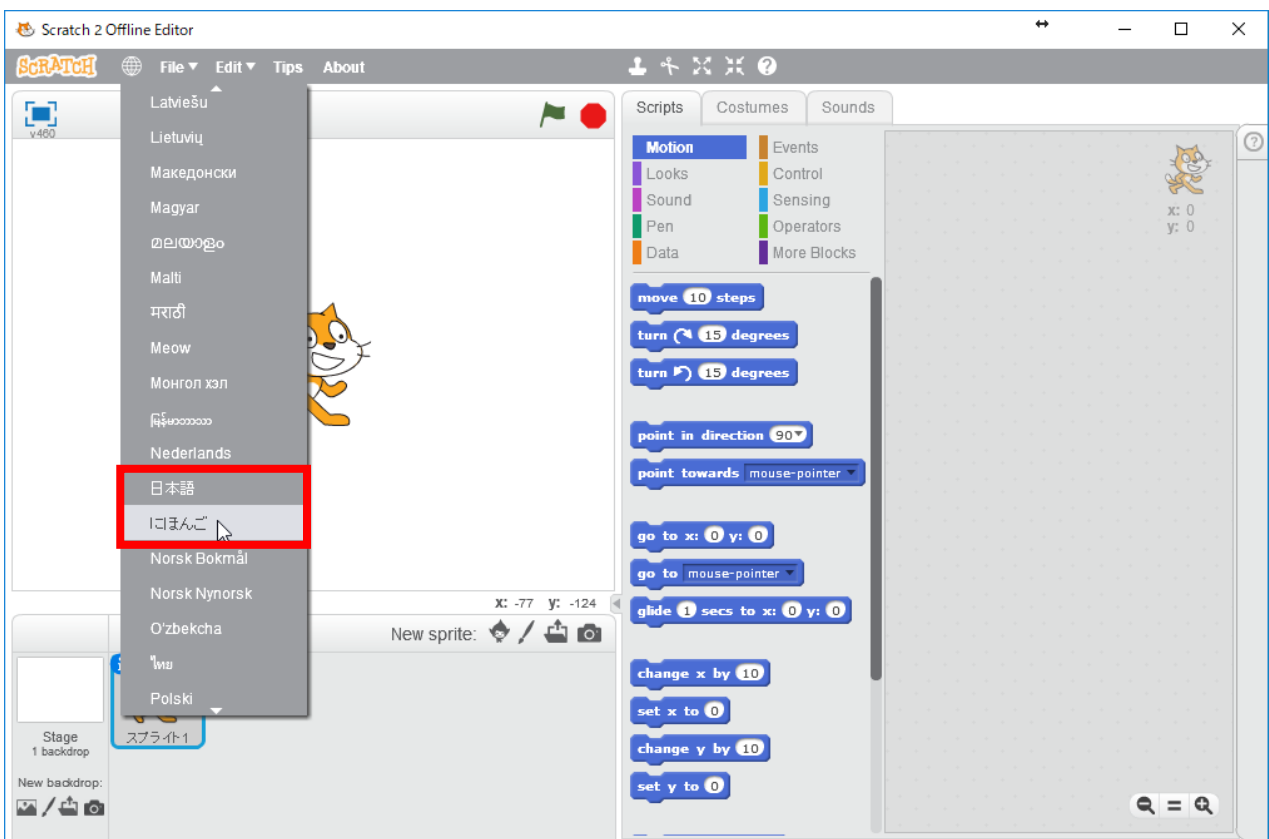 Scratch 2 Offline Editor
SCRATCH File Edit Tips About
v460
Latviešu
Lietuvių
Македонски
Magyar
മലയാളം
Malti
मराठी
Meow
Монгол хэл
မြန်မာဘာသာ
Nederlands
日本語
にほんご
Norsk Bokmål
Norsk Nynorsk
O'zbekcha
ไทย
Polski
X: -77 y: -124
New sprite:
Stage
1 backdrop
New backdrop:
スプライト1
Scripts Costumes Sounds
Motion Events
Looks Control
Sound Sensing
Pen Operators
Data More Blocks
move 10 steps
turn 15 degrees
turn 15 degrees
point in direction 90
point towards mouse-pointer
go to x: 0 y: 0
go to mouse-pointer
glide 1 secs to x: 0 y: 0
change x by 10
set x to 0
change y by 10
set y to 0
x: 0
y: 0